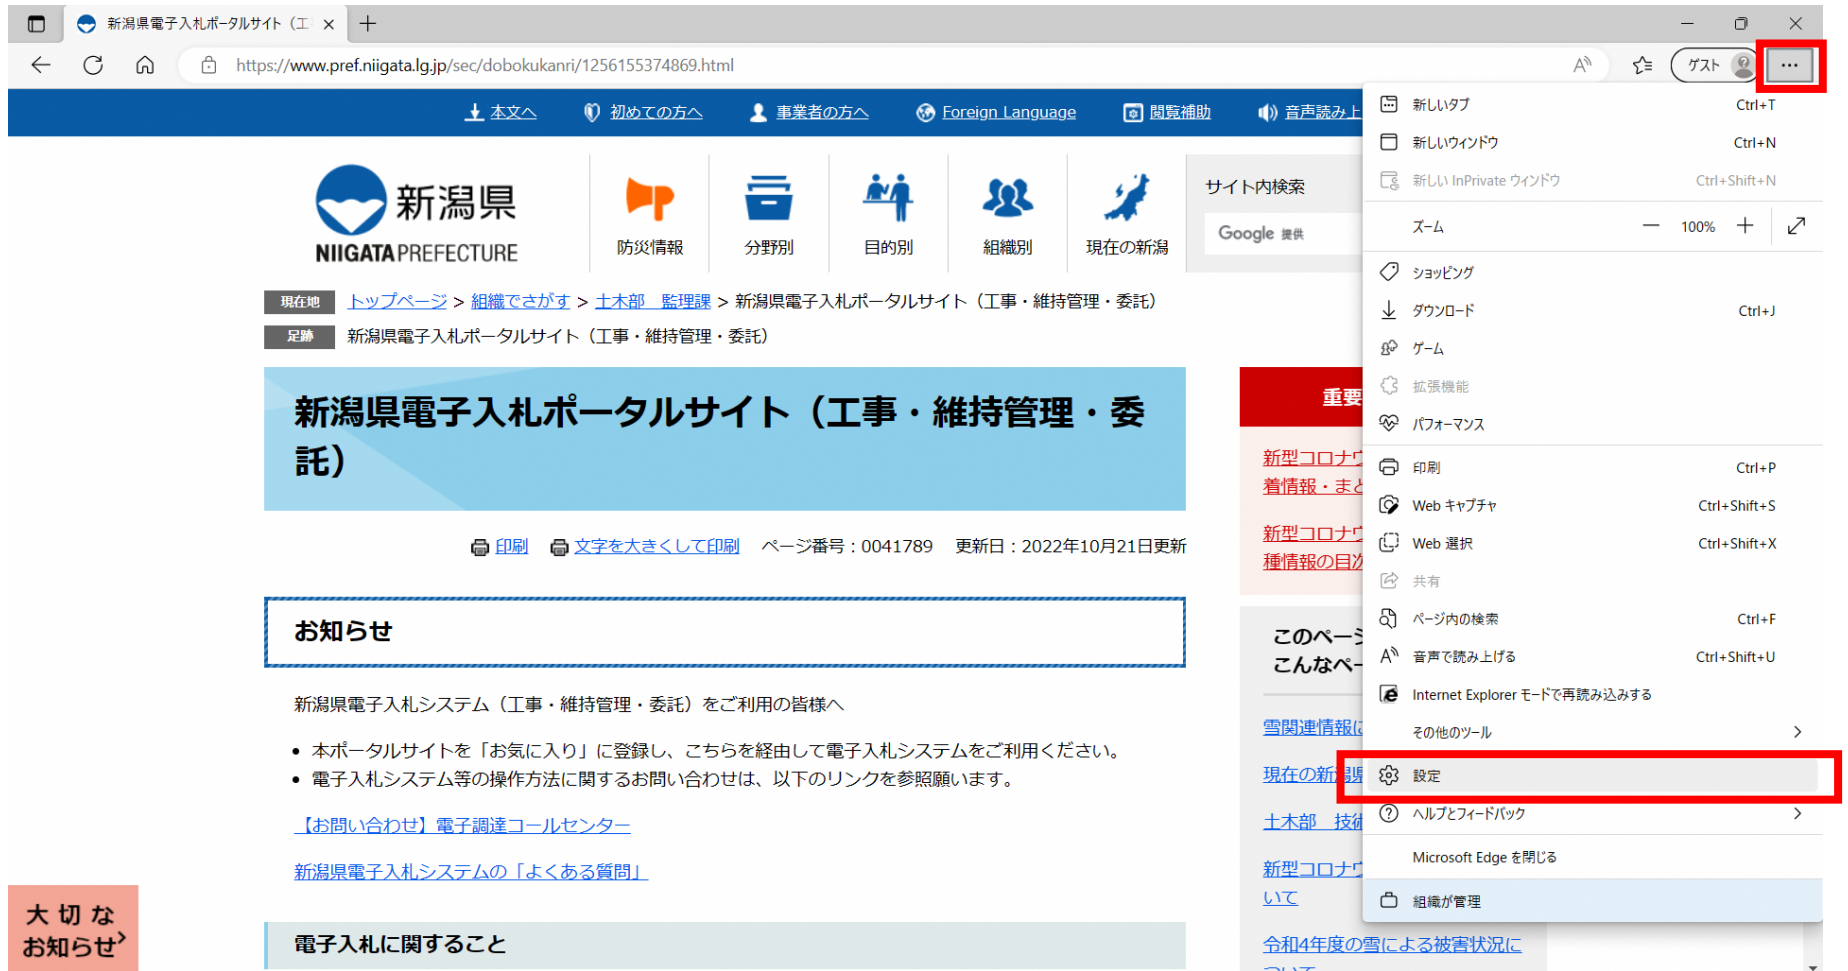 新潟県電子入札ポータルサイト（工
https://www.pref.niigata.lg.jp/sec/dobokukanri/1256155374869.html
ゲスト
本文へ 初めての方へ 事業者の方へ Foreign Language 閲覧補助 音声読み上
新潟県
NIIGATA PREFECTURE
防災情報 分野別 目的別 組織別 現在の新潟
サイト内検索
Google 提供
現在地 トップページ > 組織でさがす > 土木部　監理課 > 新潟県電子入札ポータルサイト（工事・維持管理・委託）
足跡 新潟県電子入札ポータルサイト（工事・維持管理・委託）
新潟県電子入札ポータルサイト（工事・維持管理・委
託）
印刷 文字を大きくして印刷 ページ番号：0041789 更新日：2022年10月21日更新
お知らせ
新潟県電子入札システム（工事・維持管理・委託）をご利用の皆様へ
• 本ポータルサイトを「お気に入り」に登録し、こちらを経由して電子入札システムをご利用ください。
• 電子入札システム等の操作方法に関するお問い合わせは、以下のリンクを参照願います。
【お問い合わせ】電子調達コールセンター
新潟県電子入札システムの「よくある質問」
電子入札に関すること
大切な
お知らせ
重要
新型コロナウ
着情報・まと
新型コロナウ
種情報の目次
このページ
こんなペー
雪関連情報に
現在の新潟県
土木部　技術
新型コロナウ
いて
令和4年度の雪による被害状況に
ついて
新しいタブ Ctrl+T
新しいウィンドウ Ctrl+N
新しい InPrivate ウィンドウ Ctrl+Shift+N
ズーム 100%
ショッピング
ダウンロード Ctrl+J
ゲーム
拡張機能
パフォーマンス
印刷 Ctrl+P
Web キャプチャ Ctrl+Shift+S
Web 選択 Ctrl+Shift+X
共有
ページ内の検索 Ctrl+F
音声で読み上げる Ctrl+Shift+U
Internet Explorer モードで再読み込みする
その他のツール
設定
ヘルプとフィードバック
Microsoft Edge を閉じる
組織が管理